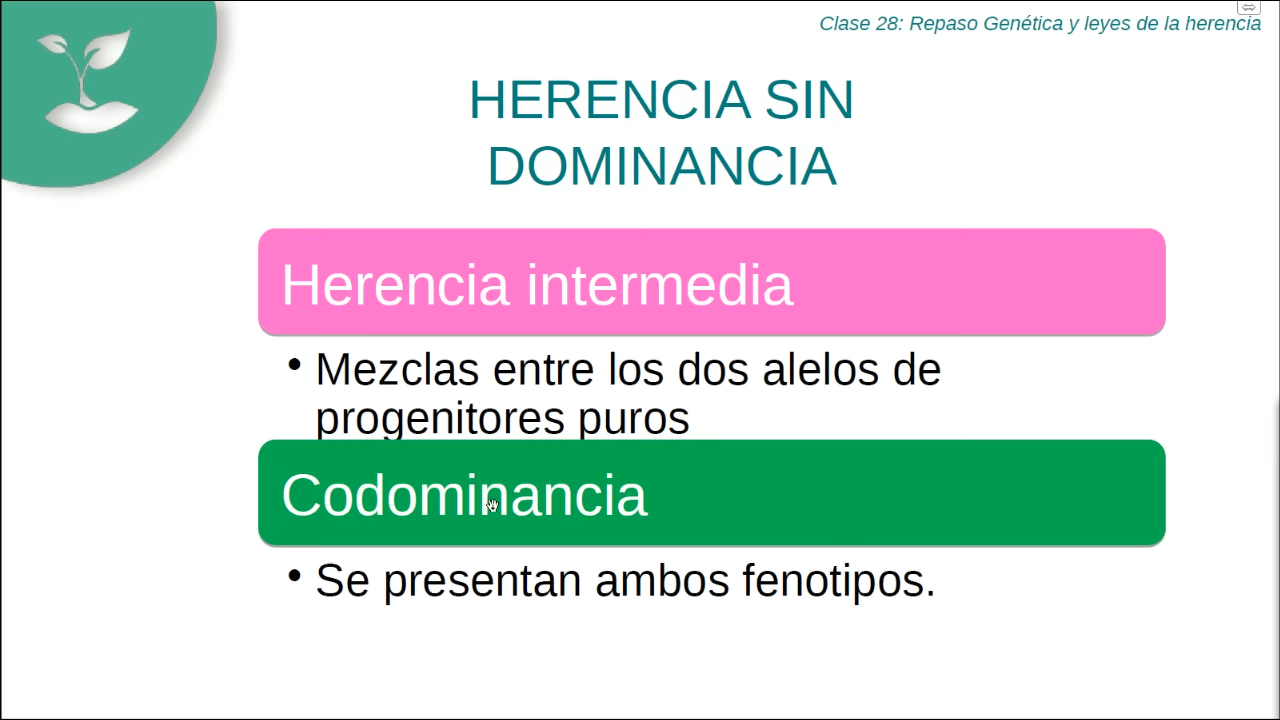 Clase 28: Repaso Genética y leyes de la herencia
HERENCIA SIN
DOMINANCIA
Herencia intermedia
• Mezclas entre los dos alelos de
progenitores puros
Codominancia
• Se presentan ambos fenotipos.